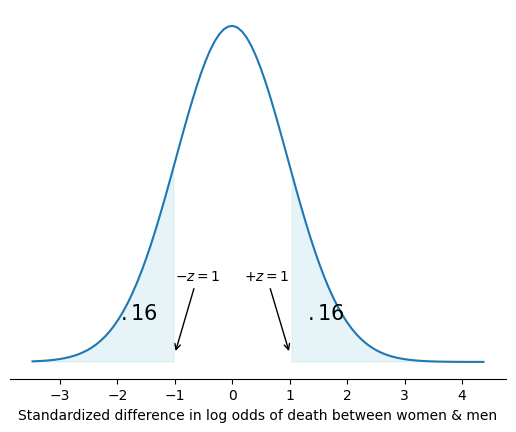 −z = 1 +z = 1
.16 .16
−3 −2 −1 0 1 2 3 4
Standardized difference in log odds of death between women & men